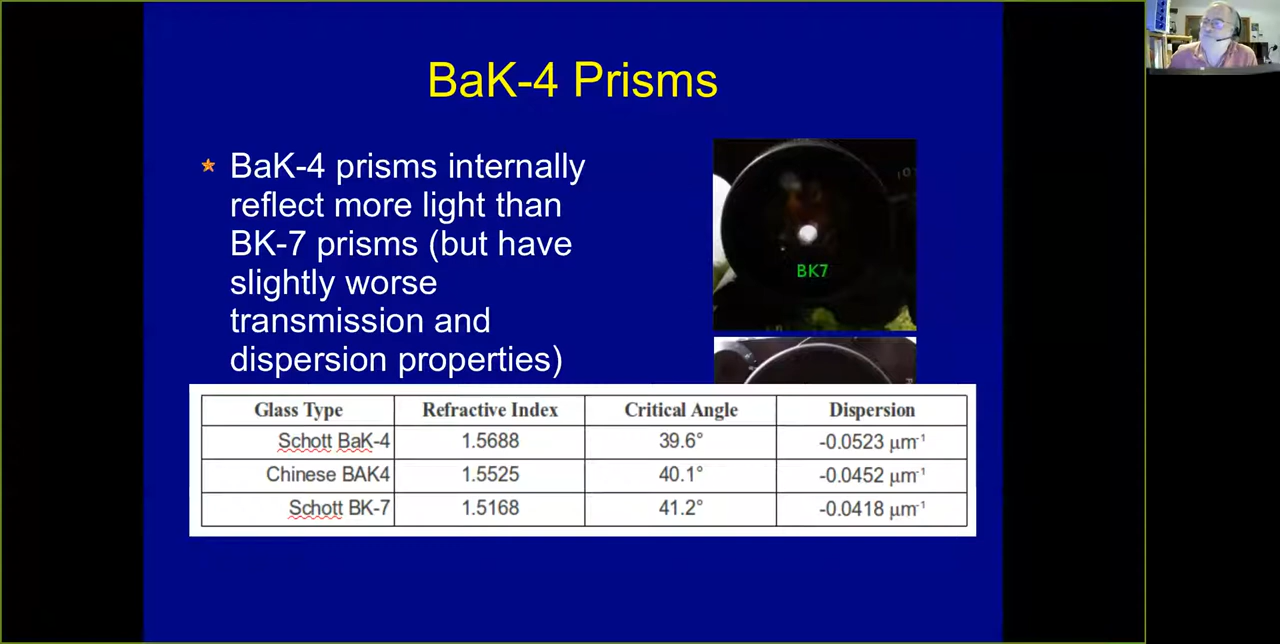 BaK-4 Prisms
BaK-4 prisms internally
reflect more light than
BK-7 prisms (but have
slightly worse
transmission and
dispersion properties)
BK7
Glass Type Refractive Index Critical Angle Dispersion
Schott BaK-4 1.5688 39.6° -0.0523 μm⁻¹
Chinese BAK4 1.5525 40.1° -0.0452 μm⁻¹
Schott BK-7 1.5168 41.2° -0.0418 μm⁻¹